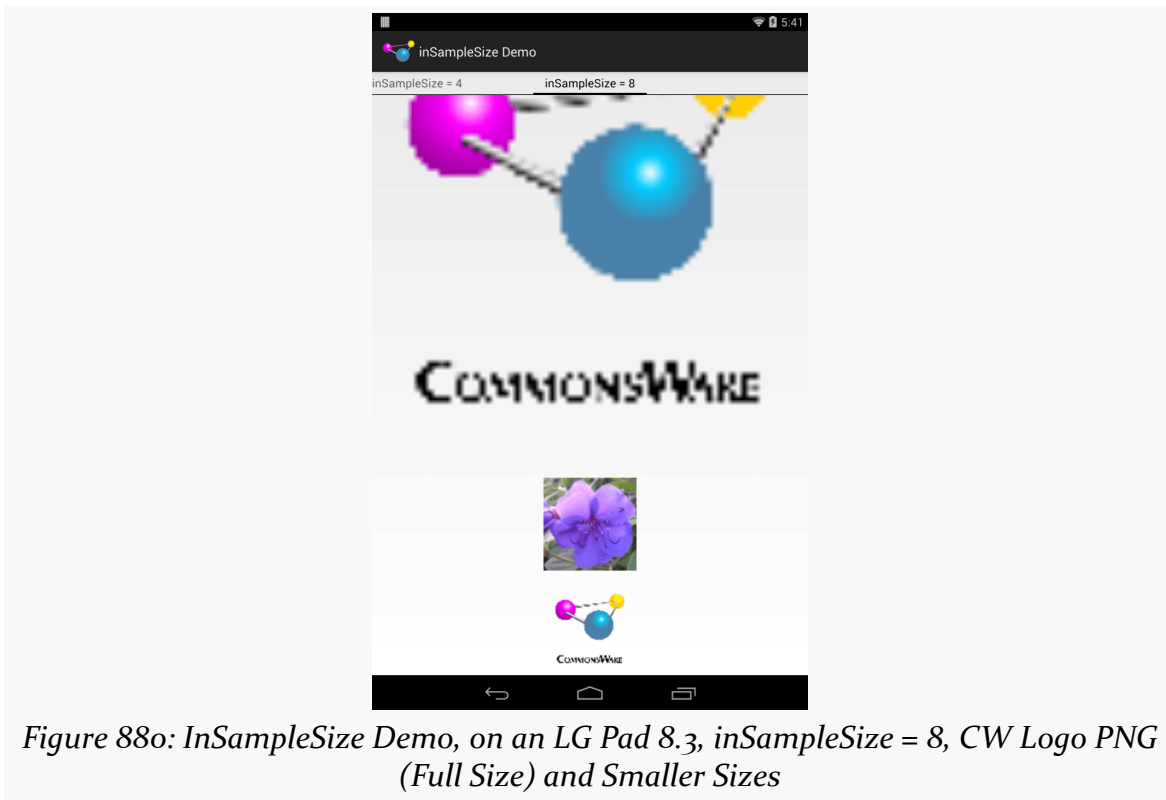 5:41
inSampleSize Demo
inSampleSize = 4 inSampleSize = 8
COMMONSWARE
COMMONSWARE
Figure 880: InSampleSize Demo, on an LG Pad 8.3, inSampleSize = 8, CW Logo PNG
(Full Size) and Smaller Sizes